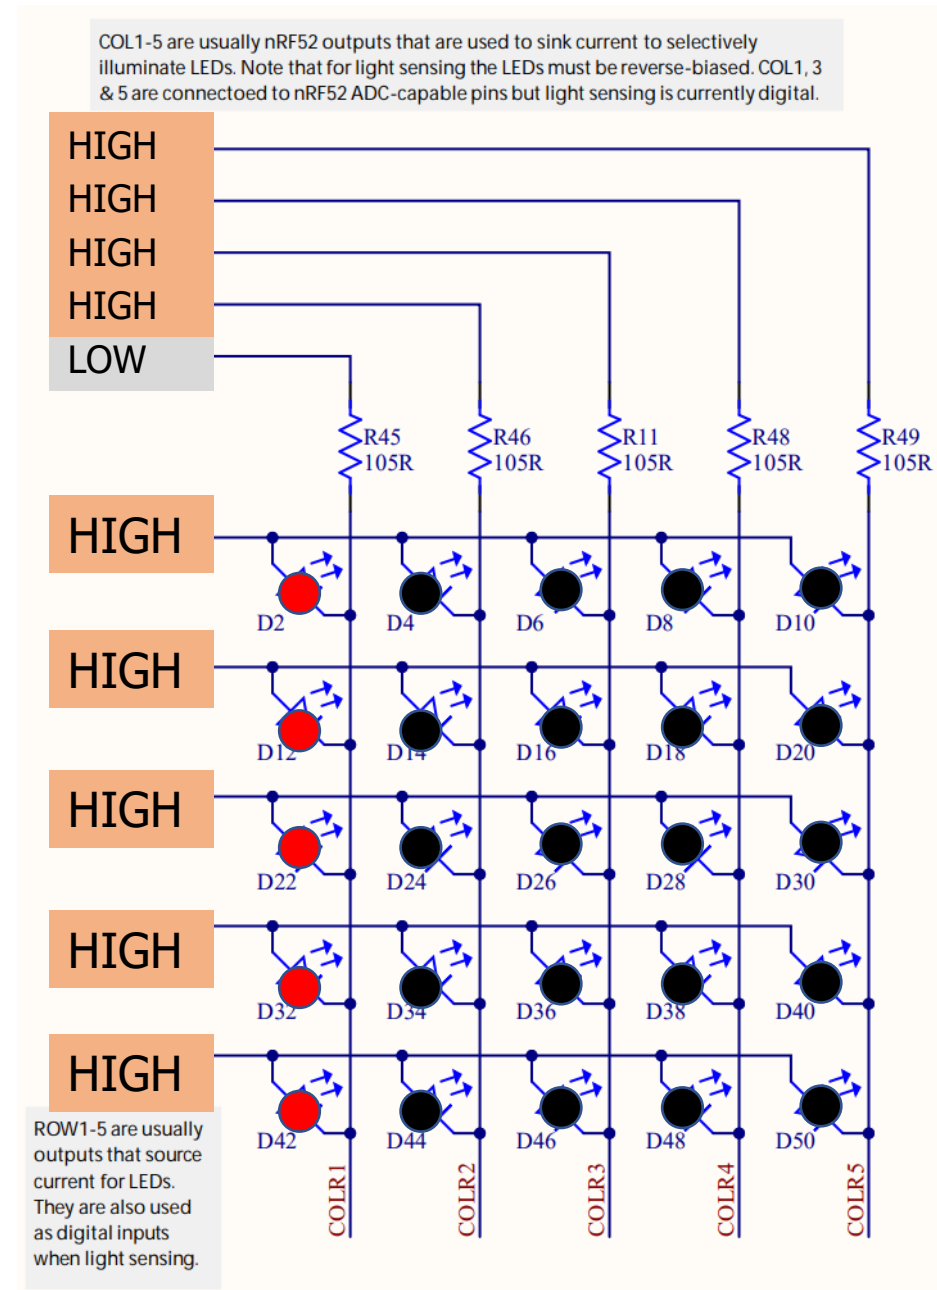 COL1-5 are usually nRF52 outputs that are used to sink current to selectively
illuminate LEDs. Note that for light sensing the LEDs must be reverse-biased. COL1, 3
& 5 are connectoed to nRF52 ADC-capable pins but light sensing is currently digital.
HIGH
HIGH
HIGH
HIGH
LOW
R45 R46 R11 R48 R49
105R 105R 105R 105R 105R
HIGH
D2 D4 D6 D8 D10
HIGH
D12 D14 D16 D18 D20
HIGH
D22 D24 D26 D28 D30
HIGH
D32 D34 D36 D38 D40
HIGH
D42 D44 D46 D48 D50
ROW1-5 are usually
outputs that source
current for LEDs.
They are also used
as digital inputs
when light sensing.
COLR1 COLR2 COLR3 COLR4 COLR5